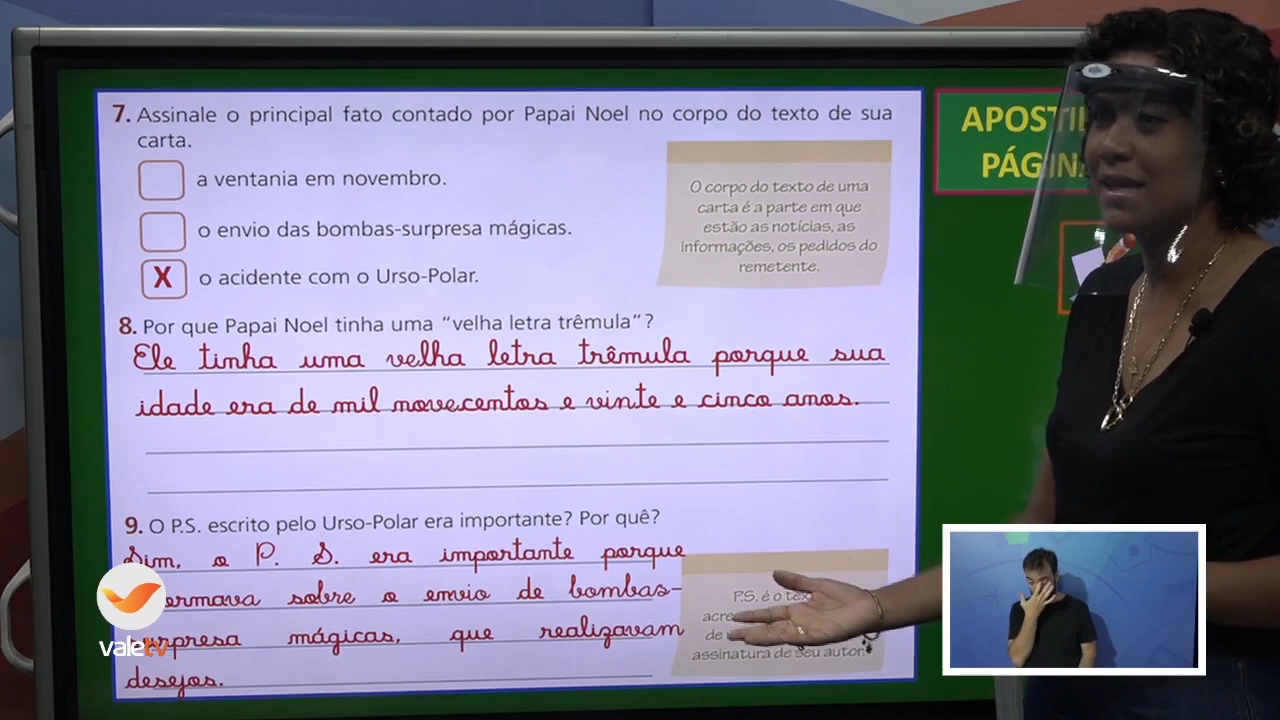 7. Assinale o principal fato contado por Papai Noel no corpo do texto de sua
carta.
a ventania em novembro.
o envio das bombas-surpresa mágicas.
X o acidente com o Urso-Polar.
O corpo do texto de uma
carta é a parte em que
estão as notícias, as
informações, os pedidos do
remetente.
8. Por que Papai Noel tinha uma “velha letra trêmula”?
Ele tinha uma velha letra trêmula porque sua
idade era de mil novecentos e vinte e cinco anos.
9. O P.S. escrito pelo Urso-Polar era importante? Por quê?
Sim, o P. S. era importante porque
sobre o envio de bombas-
mágicas, que realizavam
desejos.
P.S. é o
de
assinatura de seu autor.
APOSTIL
PÁGINA
valetv